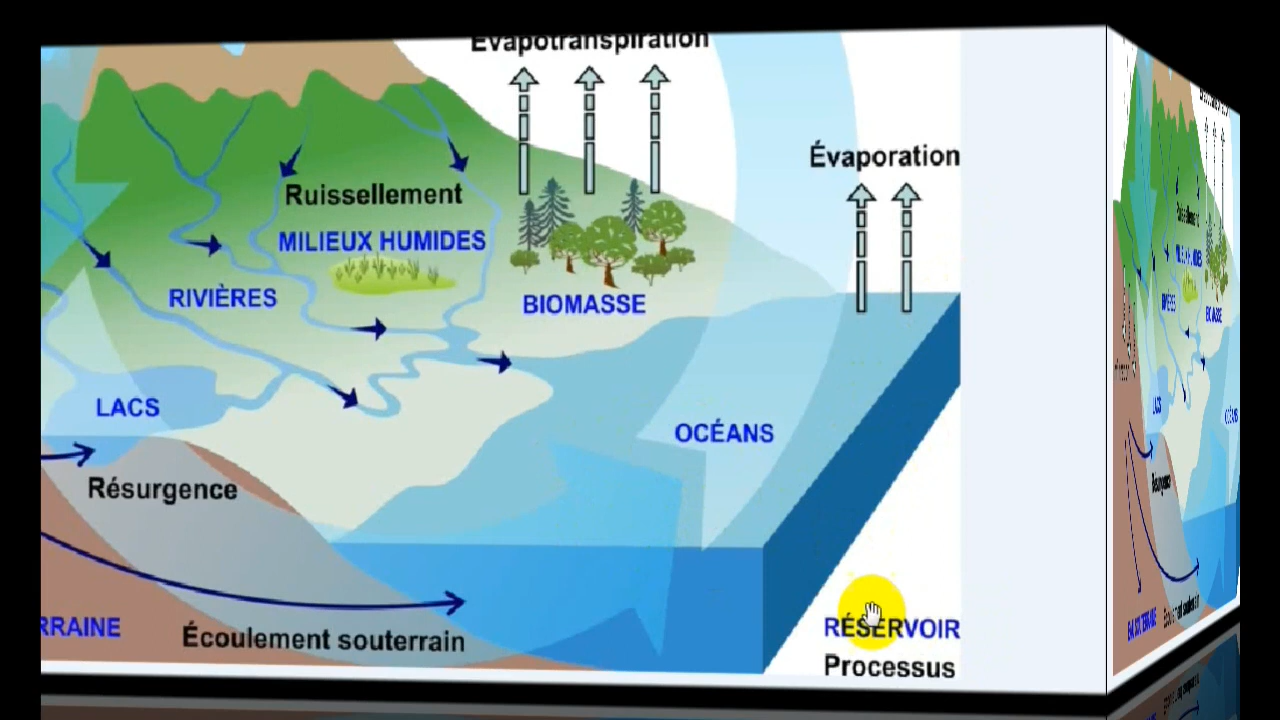 Évapotranspiration
Évaporation
Ruissellement
MILIEUX HUMIDES
RIVIÈRES
BIOMASSE
LACS
OCÉANS
Résurgence
RRAINE
Écoulement souterrain
RÉSERVOIR
Processus